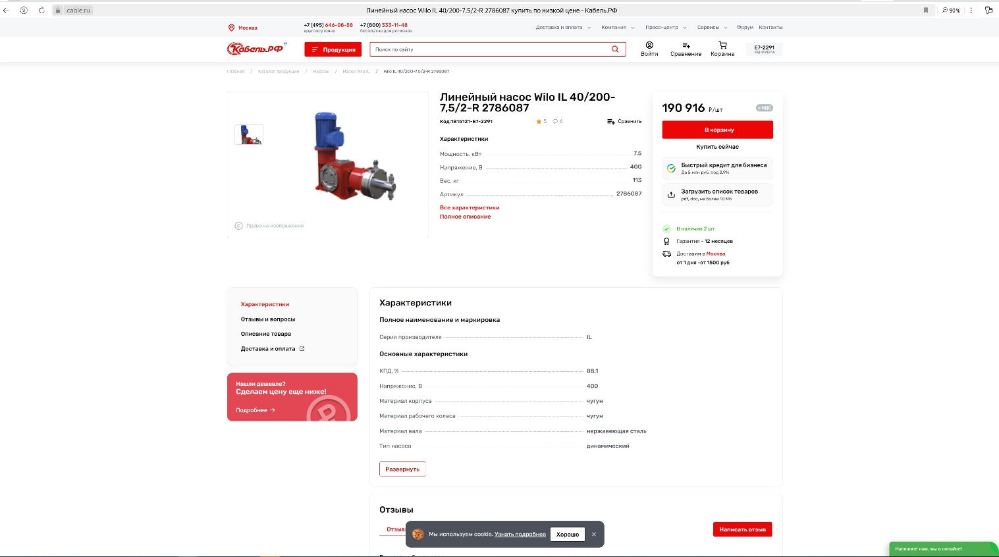 cable.ru
Линейный насос Wilo IL 40/200-7,5/2-R 2786087 купить по низкой цене - Кабель.РФ
90 %
Москва
+7 (495) 646-08-58
круглосуточно
+7 (800) 333-11-48
бесплатно для регионов
Доставка и оплата
Компания
Пресс-центр
Сервисы
Форум
Контакты
Кабель.РФ
Продукция
Поиск по сайту
Войти
Сравнение
Корзина
E7-2291
КОД КЛИЕНТА
Главная / Каталог продукции / Насосы / Насос Wilo IL / Wilo IL 40/200-7,5/2-R 2786087
Права на изображение
Линейный насос Wilo IL 40/200-
7,5/2-R 2786087
Код:1815121-E7-2291
5
6
Сравнить
Характеристики
Мощность, кВт 7,5
Напряжение, В 400
Вес, кг 113
Артикул 2786087
Все характеристики
Полное описание
190 916 ₽/шт
с НДС
В корзину
Купить сейчас
Быстрый кредит для бизнеса
До 5 млн руб. под 2.9%
Загрузить список товаров
pdf, doc, не более 10 Mb
В наличии 2 шт
Гарантия - 12 месяцев
Доставим в Москва
от 1 дня -от 1500 руб
Характеристики
Отзывы и вопросы
Описание товара
Доставка и оплата
Нашли дешевле?
Сделаем цену еще ниже!
Подробнее →
Характеристики
Полное наименование и маркировка
Серия производителя IL
Основные характеристики
КПД, % 88,1
Напряжение, В 400
Материал корпуса чугун
Материал рабочего колеса чугун
Материал вала нержавеющая сталь
Тип насоса динамический
Развернуть
Отзывы
Написать отзыв
Мы используем cookie. Узнать подробнее
Хорошо
Напишите нам, мы в онлайне!